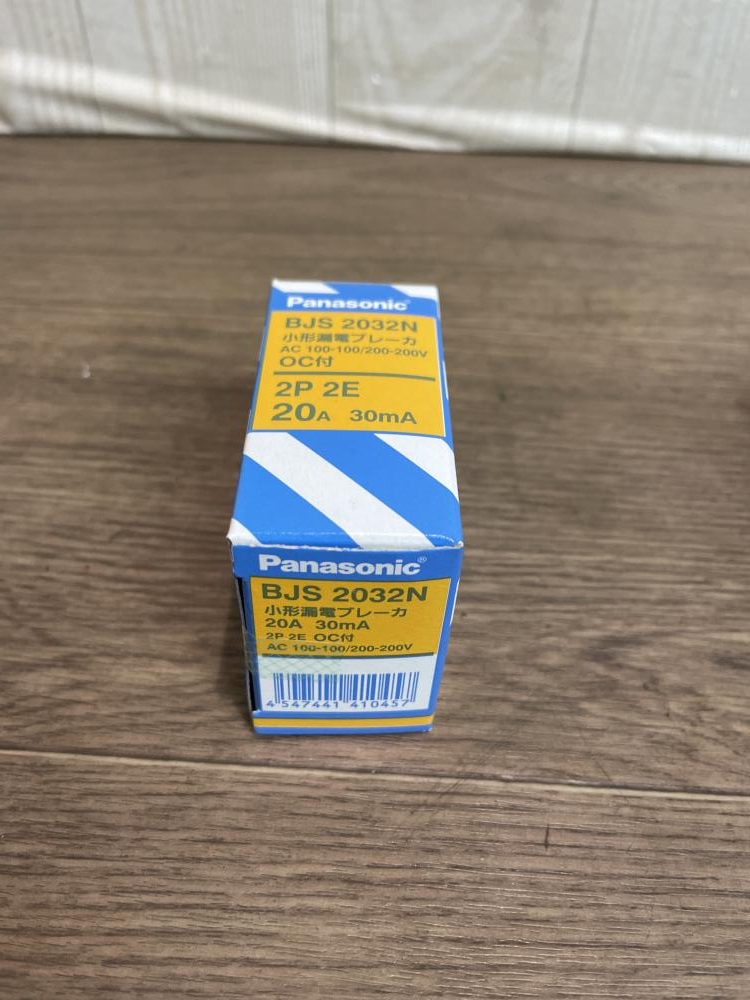 Panasonic
BJS 2032N
小形漏電ブレーカ
AC 100-100/200-200V
OC付
2P 2E
20A 30mA
Panasonic®
BJS 2032N
小形漏電ブレーカ
20A 30mA
2P 2E OC付
AC 100-100/200-200V
4 547441 410457